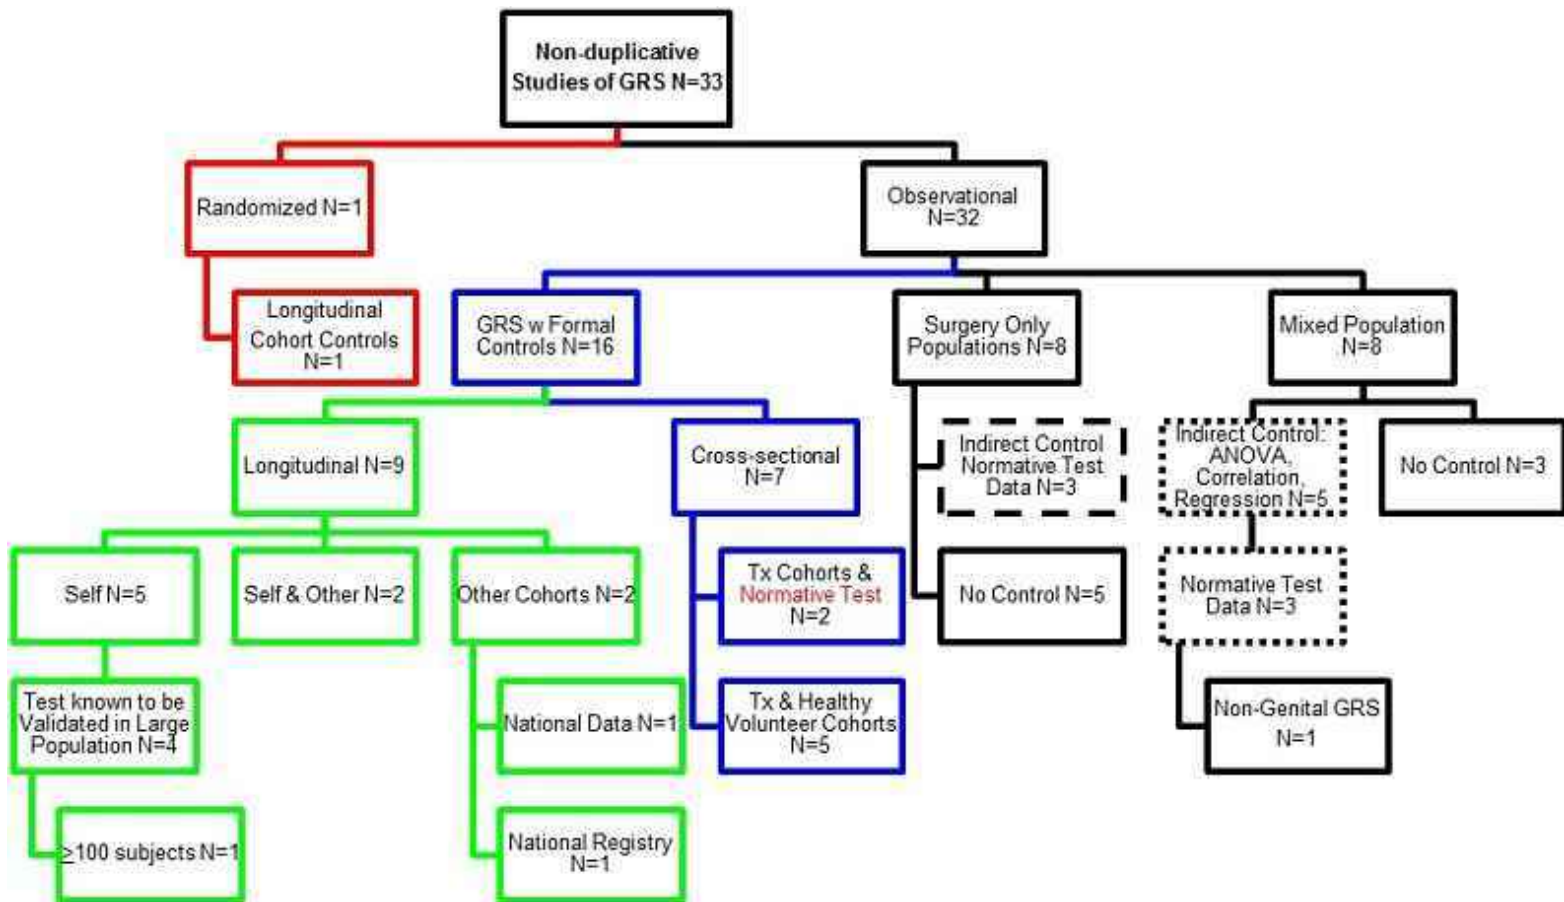 Non-duplicative
Studies of GRS N=33
Randomized N=1
Observational
N=32
Longitudinal
Cohort Controls
N=1
GRS w Formal
Controls N=16
Surgery Only
Populations N=8
Mixed Population
N=8
Longitudinal N=9
Cross-sectional
N=7
Indirect Control
Normative Test
Data N=3
Indirect Control:
ANOVA,
Correlation,
Regression N=5
No Control N=3
Self N=5
Self & Other N=2
Other Cohorts N=2
Tx Cohorts &
Normative Test
N=2
No Control N=5
Normative Test
Data N=3
Test known to be
Validated in Large
Population N=4
National Data N=1
Tx & Healthy
Volunteer Cohorts
N=5
Non-Genital GRS
N=1
≥100 subjects N=1
National Registry
N=1